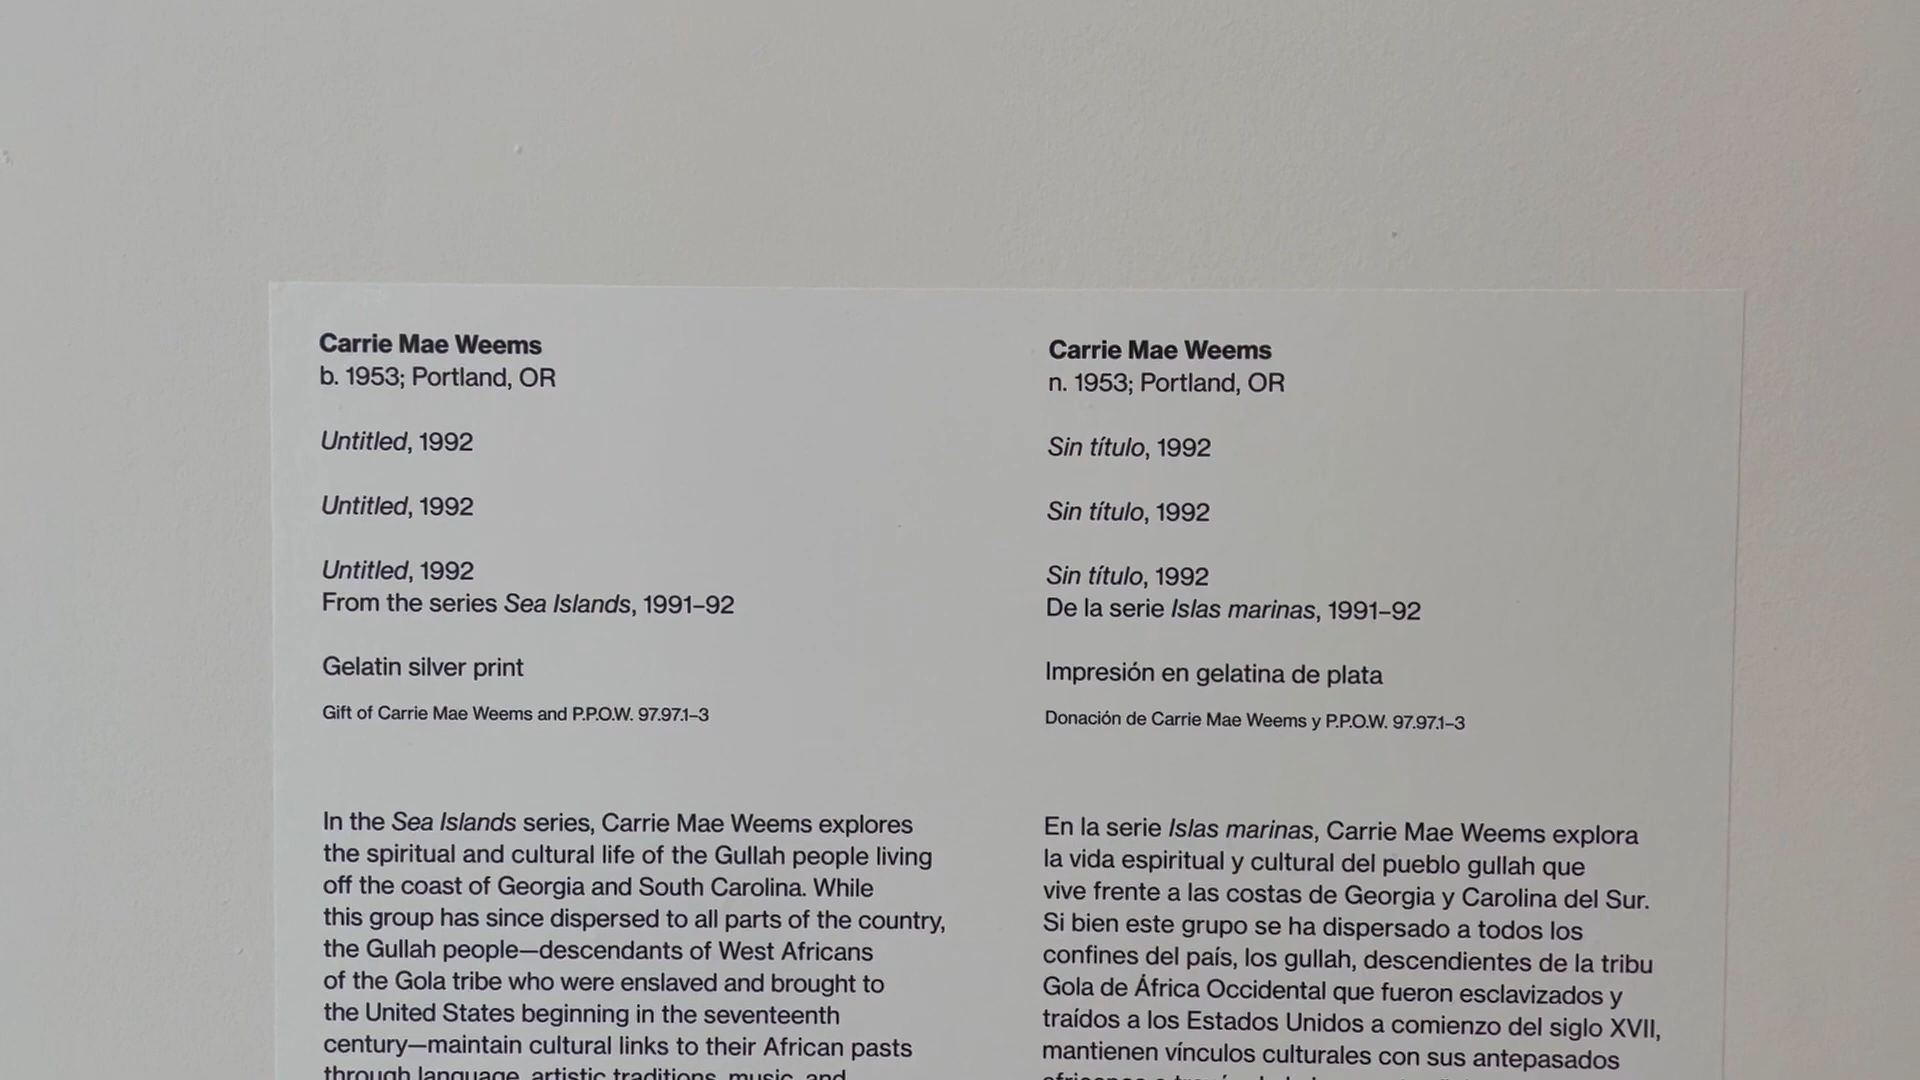 Carrie Mae Weems
b. 1953; Portland, OR
Untitled, 1992
Untitled, 1992
Untitled, 1992
From the series Sea Islands, 1991–92
Gelatin silver print
Gift of Carrie Mae Weems and P.P.O.W. 97.97.1–3
In the Sea Islands series, Carrie Mae Weems explores
the spiritual and cultural life of the Gullah people living
off the coast of Georgia and South Carolina. While
this group has since dispersed to all parts of the country,
the Gullah people—descendants of West Africans
of the Gola tribe who were enslaved and brought to
the United States beginning in the seventeenth
century—maintain cultural links to their African pasts
through language, artistic traditions, music, and
Carrie Mae Weems
n. 1953; Portland, OR
Sin título, 1992
Sin título, 1992
Sin título, 1992
De la serie Islas marinas, 1991–92
Impresión en gelatina de plata
Donación de Carrie Mae Weems y P.P.O.W. 97.97.1–3
En la serie Islas marinas, Carrie Mae Weems explora
la vida espiritual y cultural del pueblo gullah que
vive frente a las costas de Georgia y Carolina del Sur.
Si bien este grupo se ha dispersado a todos los
confines del país, los gullah, descendientes de la tribu
Gola de África Occidental que fueron esclavizados y
traídos a los Estados Unidos a comienzo del siglo XVII,
mantienen vínculos culturales con sus antepasados